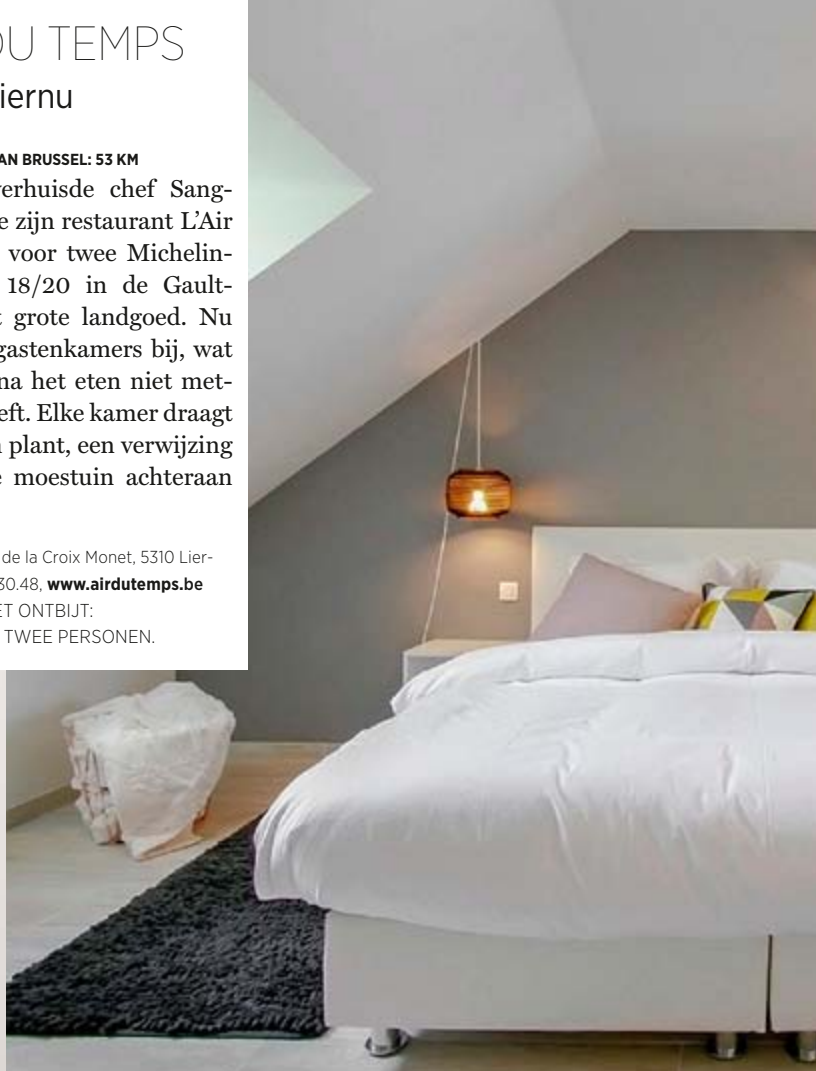 DU TEMPS
iernu
AN BRUSSEL: 53 KM
verhuisde chef Sang-
e zijn restaurant L’Air
voor twee Michelin-
18/20 in de Gault-
t grote landgoed. Nu
gastenkamers bij, wat
na het eten niet met-
eft. Elke kamer draagt
n plant, een verwijzing
e moestuin achteraan
de la Croix Monet, 5310 Lier-
30.48, www.airdutemps.be
ET ONTBIJT:
TWEE PERSONEN.